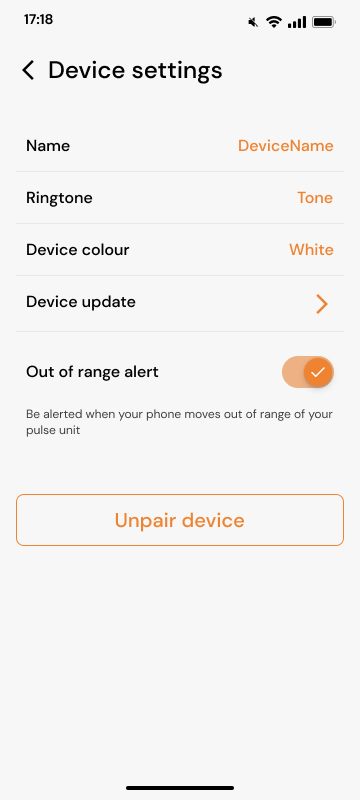 17:18
Device settings
Name DeviceName
Ringtone Tone
Device colour White
Device update
Out of range alert
Be alerted when your phone moves out of range of your
pulse unit
Unpair device